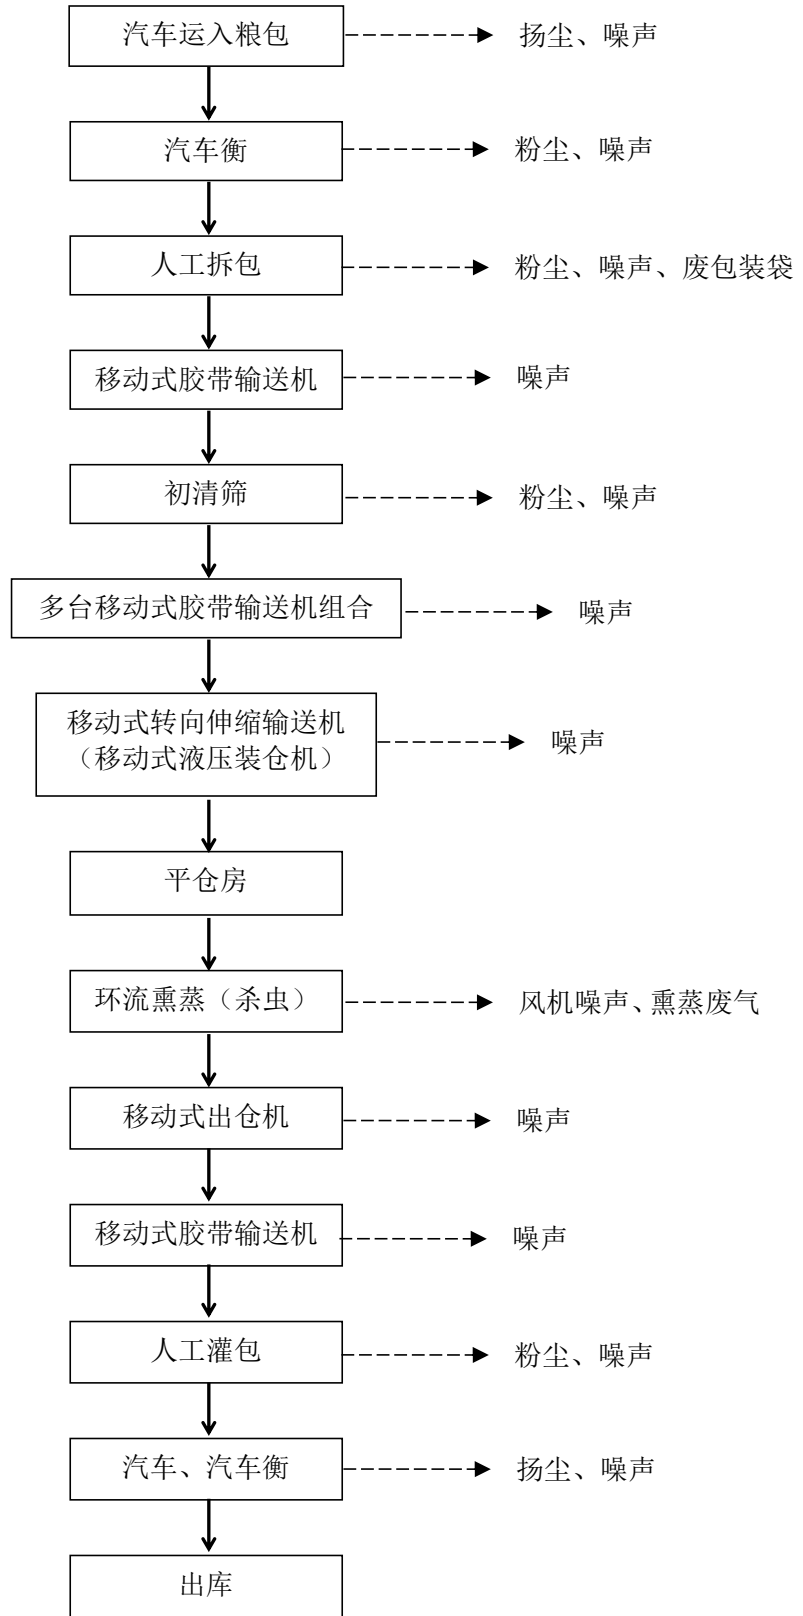 汽车运入粮包
扬尘、噪声
汽车衡
粉尘、噪声
人工拆包
粉尘、噪声、废包装袋
移动式胶带输送机
噪声
初清筛
粉尘、噪声
多台移动式胶带输送机组合
噪声
移动式转向伸缩输送机
（移动式液压装仓机）
噪声
平仓房
环流熏蒸（杀虫）
风机噪声、熏蒸废气
移动式出仓机
噪声
移动式胶带输送机
噪声
人工灌包
粉尘、噪声
汽车、汽车衡
扬尘、噪声
出库